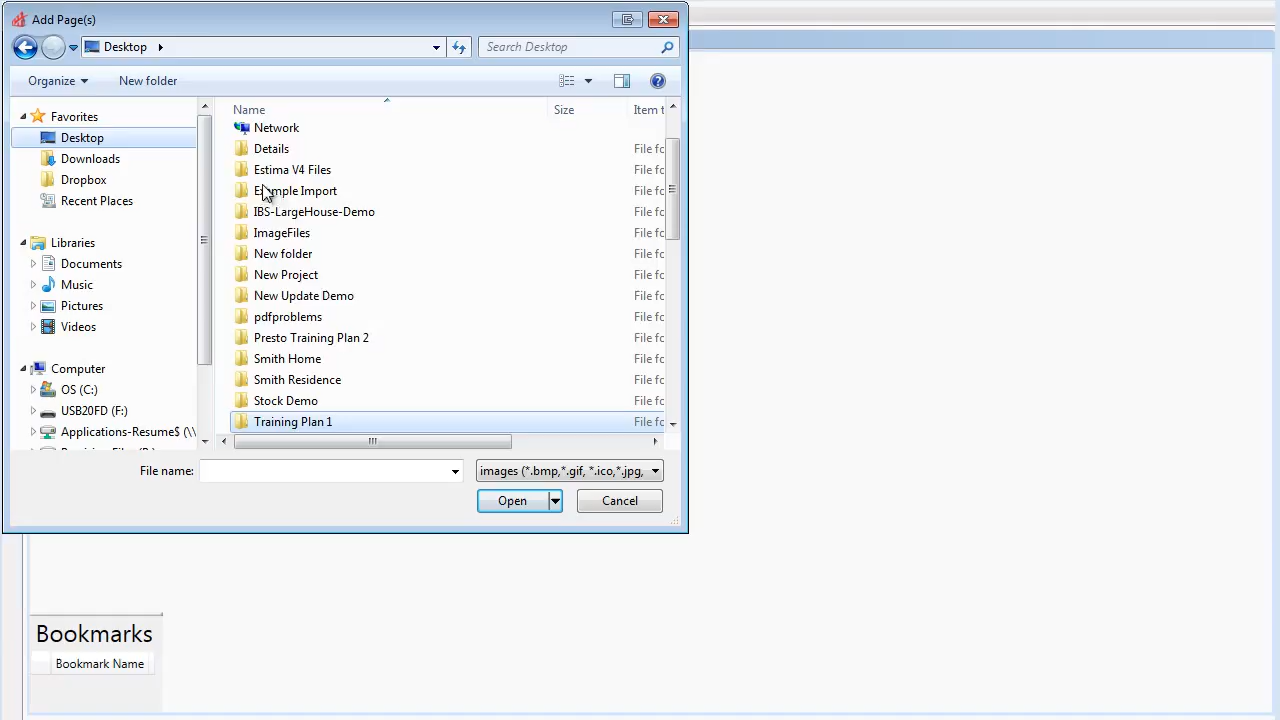 Add Page(s)
Desktop
Search Desktop
Organize
New folder
Favorites
Desktop
Downloads
Dropbox
Recent Places
Libraries
Documents
Music
Pictures
Videos
Computer
OS (C:)
USB20FD (F:)
Applications-Resume$ (\\
Name
Size
Item t
Network
Details
File fc
Estima V4 Files
File fc
Example Import
File fc
IBS-LargeHouse-Demo
File fc
ImageFiles
File fc
New folder
File fc
New Project
File fc
New Update Demo
File fc
pdfproblems
File fc
Presto Training Plan 2
File fc
Smith Home
File fc
Smith Residence
File fc
Stock Demo
File fc
Training Plan 1
File fc
File name:
images (*.bmp,*.gif, *.ico,*.jpg,
Open
Cancel
Bookmarks
Bookmark Name